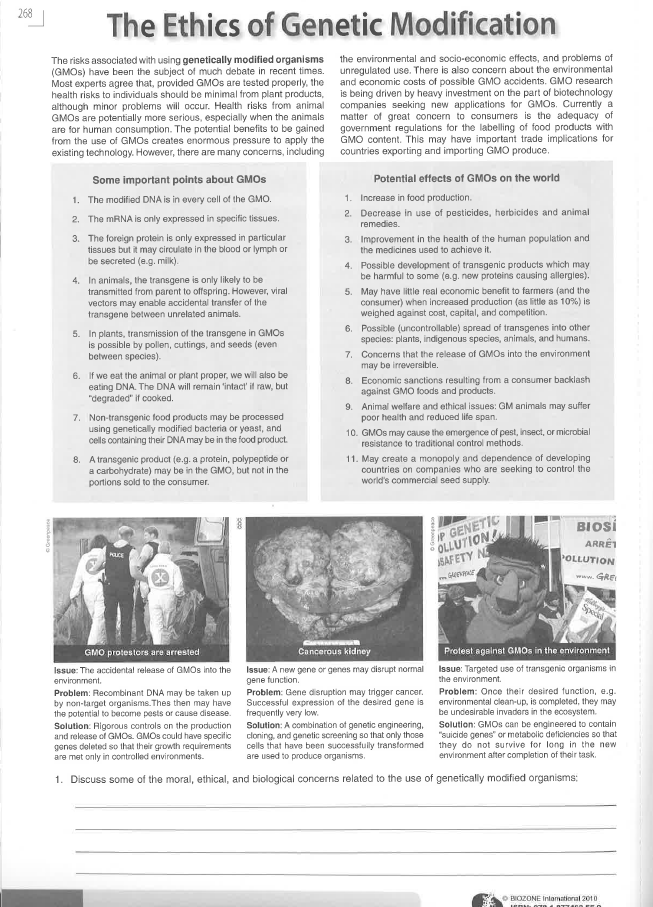 268
The Ethics of Genetic Modification
The risks associated with using genetically modified organisms
(GMOs) have been the subject of much debate in recent times.
Most experts agree that, provided GMOs are tested properly, the
health risks to individuals should be minimal from plant products,
although minor problems will occur. Health risks from animal
GMOs are potentially more serious, especially when the animals
are for human consumption. The potential benefits to be gained
from the use of GMOs creates enormous pressure to apply the
existing technology. However, there are many concerns, including
the environmental and socio-economic effects, and problems of
unregulated use. There is also concern about the environmental
and economic costs of possible GMO accidents. GMO research
is being driven by heavy investment on the part of biotechnology
companies seeking new applications for GMOs. Currently a
matter of great concern to consumers is the adequacy of
government regulations for the labelling of food products with
GMO content. This may have important trade implications for
countries exporting and importing GMO produce.
Some important points about GMOs
1. The modified DNA is in every cell of the GMO.
2. The mRNA is only expressed in specific tissues.
3. The foreign protein is only expressed in particular
tissues but it may circulate in the blood or lymph or
be secreted (e.g. milk).
4. In animals, the transgene is only likely to be
transmitted from parent to offspring. However, viral
vectors may enable accidental transfer of the
transgene between unrelated animals.
5. In plants, transmission of the transgene in GMOs
is possible by pollen, cuttings, and seeds (even
between species).
6. If we eat the animal or plant proper, we will also be
eating DNA. The DNA will remain 'intact' if raw, but
"degraded" if cooked.
7. Non-transgenic food products may be processed
using genetically modified bacteria or yeast, and
cells containing their DNA may be in the food product.
8. A transgenic product (e.g. a protein, polypeptide or
a carbohydrate) may be in the GMO, but not in the
portions sold to the consumer.
Potential effects of GMOs on the world
1. Increase in food production.
2. Decrease in use of pesticides, herbicides and animal
remedies.
3. Improvement in the health of the human population and
the medicines used to achieve it.
4. Possible development of transgenic products which may
be harmful to some (e.g. new proteins causing allergies).
5. May have little real economic benefit to farmers (and the
consumer) when increased production (as little as 10%) is
weighed against cost, capital, and competition.
6. Possible (uncontrollable) spread of transgenes into other
species: plants, indigenous species, animals, and humans.
7. Concerns that the release of GMOs into the environment
may be irreversible.
8. Economic sanctions resulting from a consumer backlash
against GMO foods and products.
9. Animal welfare and ethical issues: GM animals may suffer
poor health and reduced life span.
10. GMOs may cause the emergence of pest, insect, or microbial
resistance to traditional control methods.
11. May create a monopoly and dependence of developing
countries on companies who are seeking to control the
world's commercial seed supply.
© Greenpeace
POLICE
X
GMO protestors are arrested
CDC
Cancerous kidney
© Greenpeace
GENETIC
OLLUTION!
GREENPEACE
BIOS
ARRÊT
POLLUTION
www. GRE
Special
Protest against GMOs in the environment
Issue: The accidental release of GMOs into the
environment.
Problem: Recombinant DNA may be taken up
by non-target organisms. These then may have
the potential to become pests or cause disease.
Solution: Rigorous controls on the production
and release of GMOs. GMOs could have specific
genes deleted so that their growth requirements
are met only in controlled environments.
Issue: A new gene or genes may disrupt normal
gene function.
Problem: Gene disruption may trigger cancer.
Successful expression of the desired gene is
frequently very low.
Solution: A combination of genetic engineering,
cloning, and genetic screening so that only those
cells that have been successfully transformed
are used to produce organisms.
Issue: Targeted use of transgenic organisms in
the environment.
Problem: Once their desired function, e.g.
environmental clean-up, is completed, they may
be undesirable invaders in the ecosystem.
Solution: GMOs can be engineered to contain
"suicide genes" or metabolic deficiencies so that
they do not survive for long in the new
environment after completion of their task.
1. Discuss some of the moral, ethical, and biological concerns related to the use of genetically modified organisms:
© BIOZONE International 2010